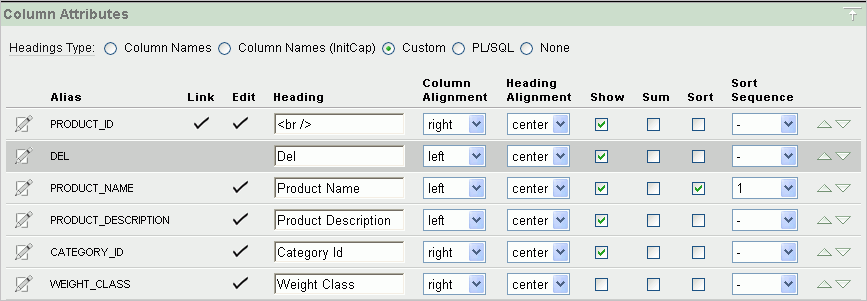 Column Attributes
Headings Type: Column Names Column Names (InitCap) Custom PL/SQL None
Column Heading Sort
Alias Link Edit Heading Alignment Alignment Show Sum Sort Sequence
PRODUCT_ID <br /> right center -
DEL Del left center -
PRODUCT_NAME Product Name left center 1
PRODUCT_DESCRIPTION Product Description left center -
CATEGORY_ID Category Id right center -
WEIGHT_CLASS Weight Class right center -